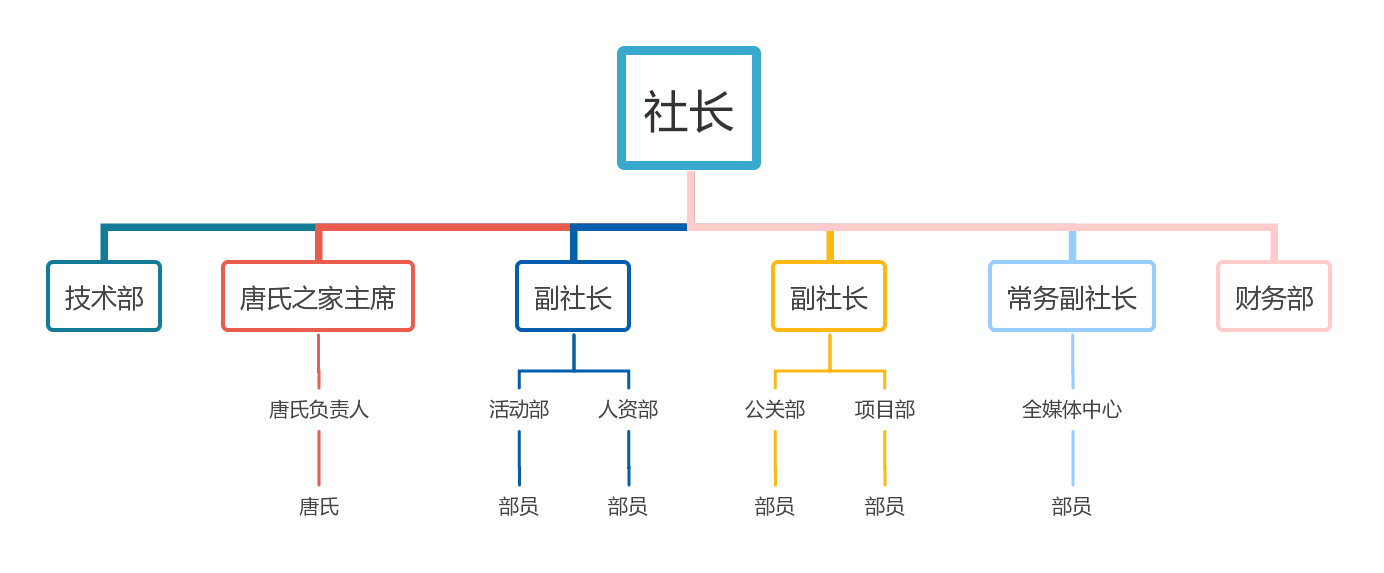 社长
技术部
唐氏之家主席
副社长
副社长
常务副社长
财务部
唐氏负责人
活动部
人资部
公关部
项目部
全媒体中心
唐氏
部员
部员
部员
部员
部员